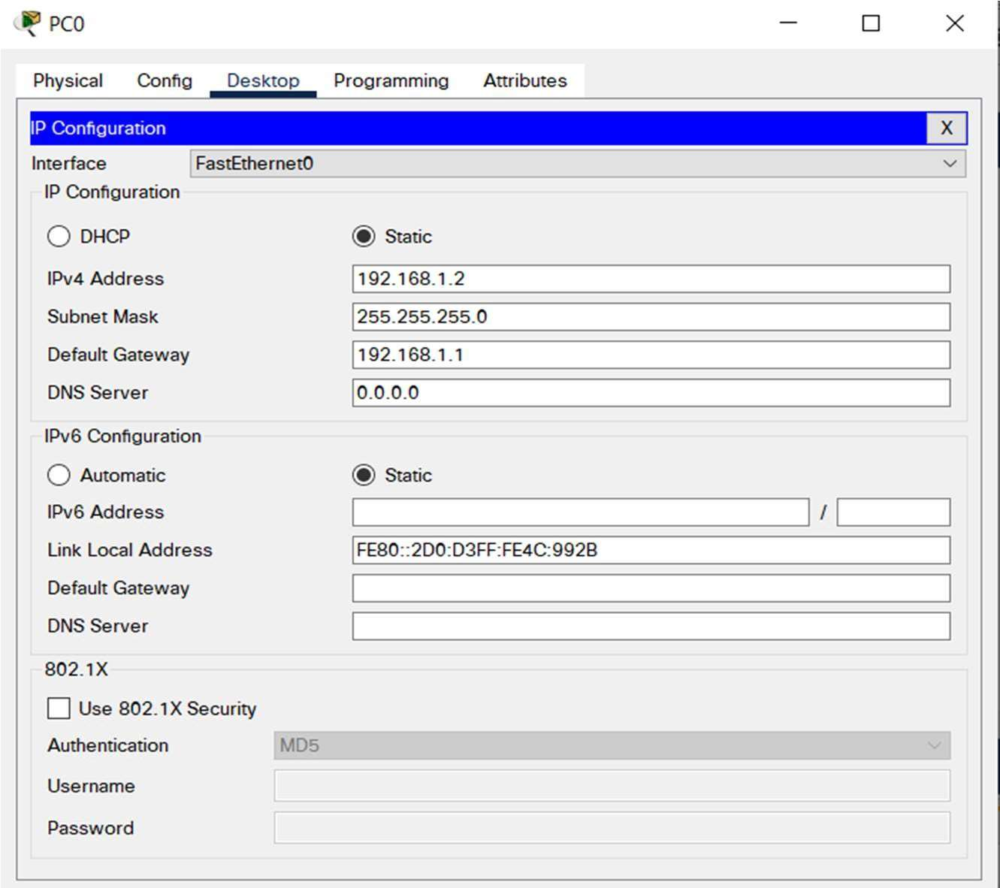 PC0
Physical Config Desktop Programming Attributes
IP Configuration X
Interface FastEthernet0
IP Configuration
DHCP Static
IPv4 Address 192.168.1.2
Subnet Mask 255.255.255.0
Default Gateway 192.168.1.1
DNS Server 0.0.0.0
IPv6 Configuration
Automatic Static
IPv6 Address /
Link Local Address FE80::2D0:D3FF:FE4C:992B
Default Gateway
DNS Server
802.1X
Use 802.1X Security
Authentication MD5
Username
Password